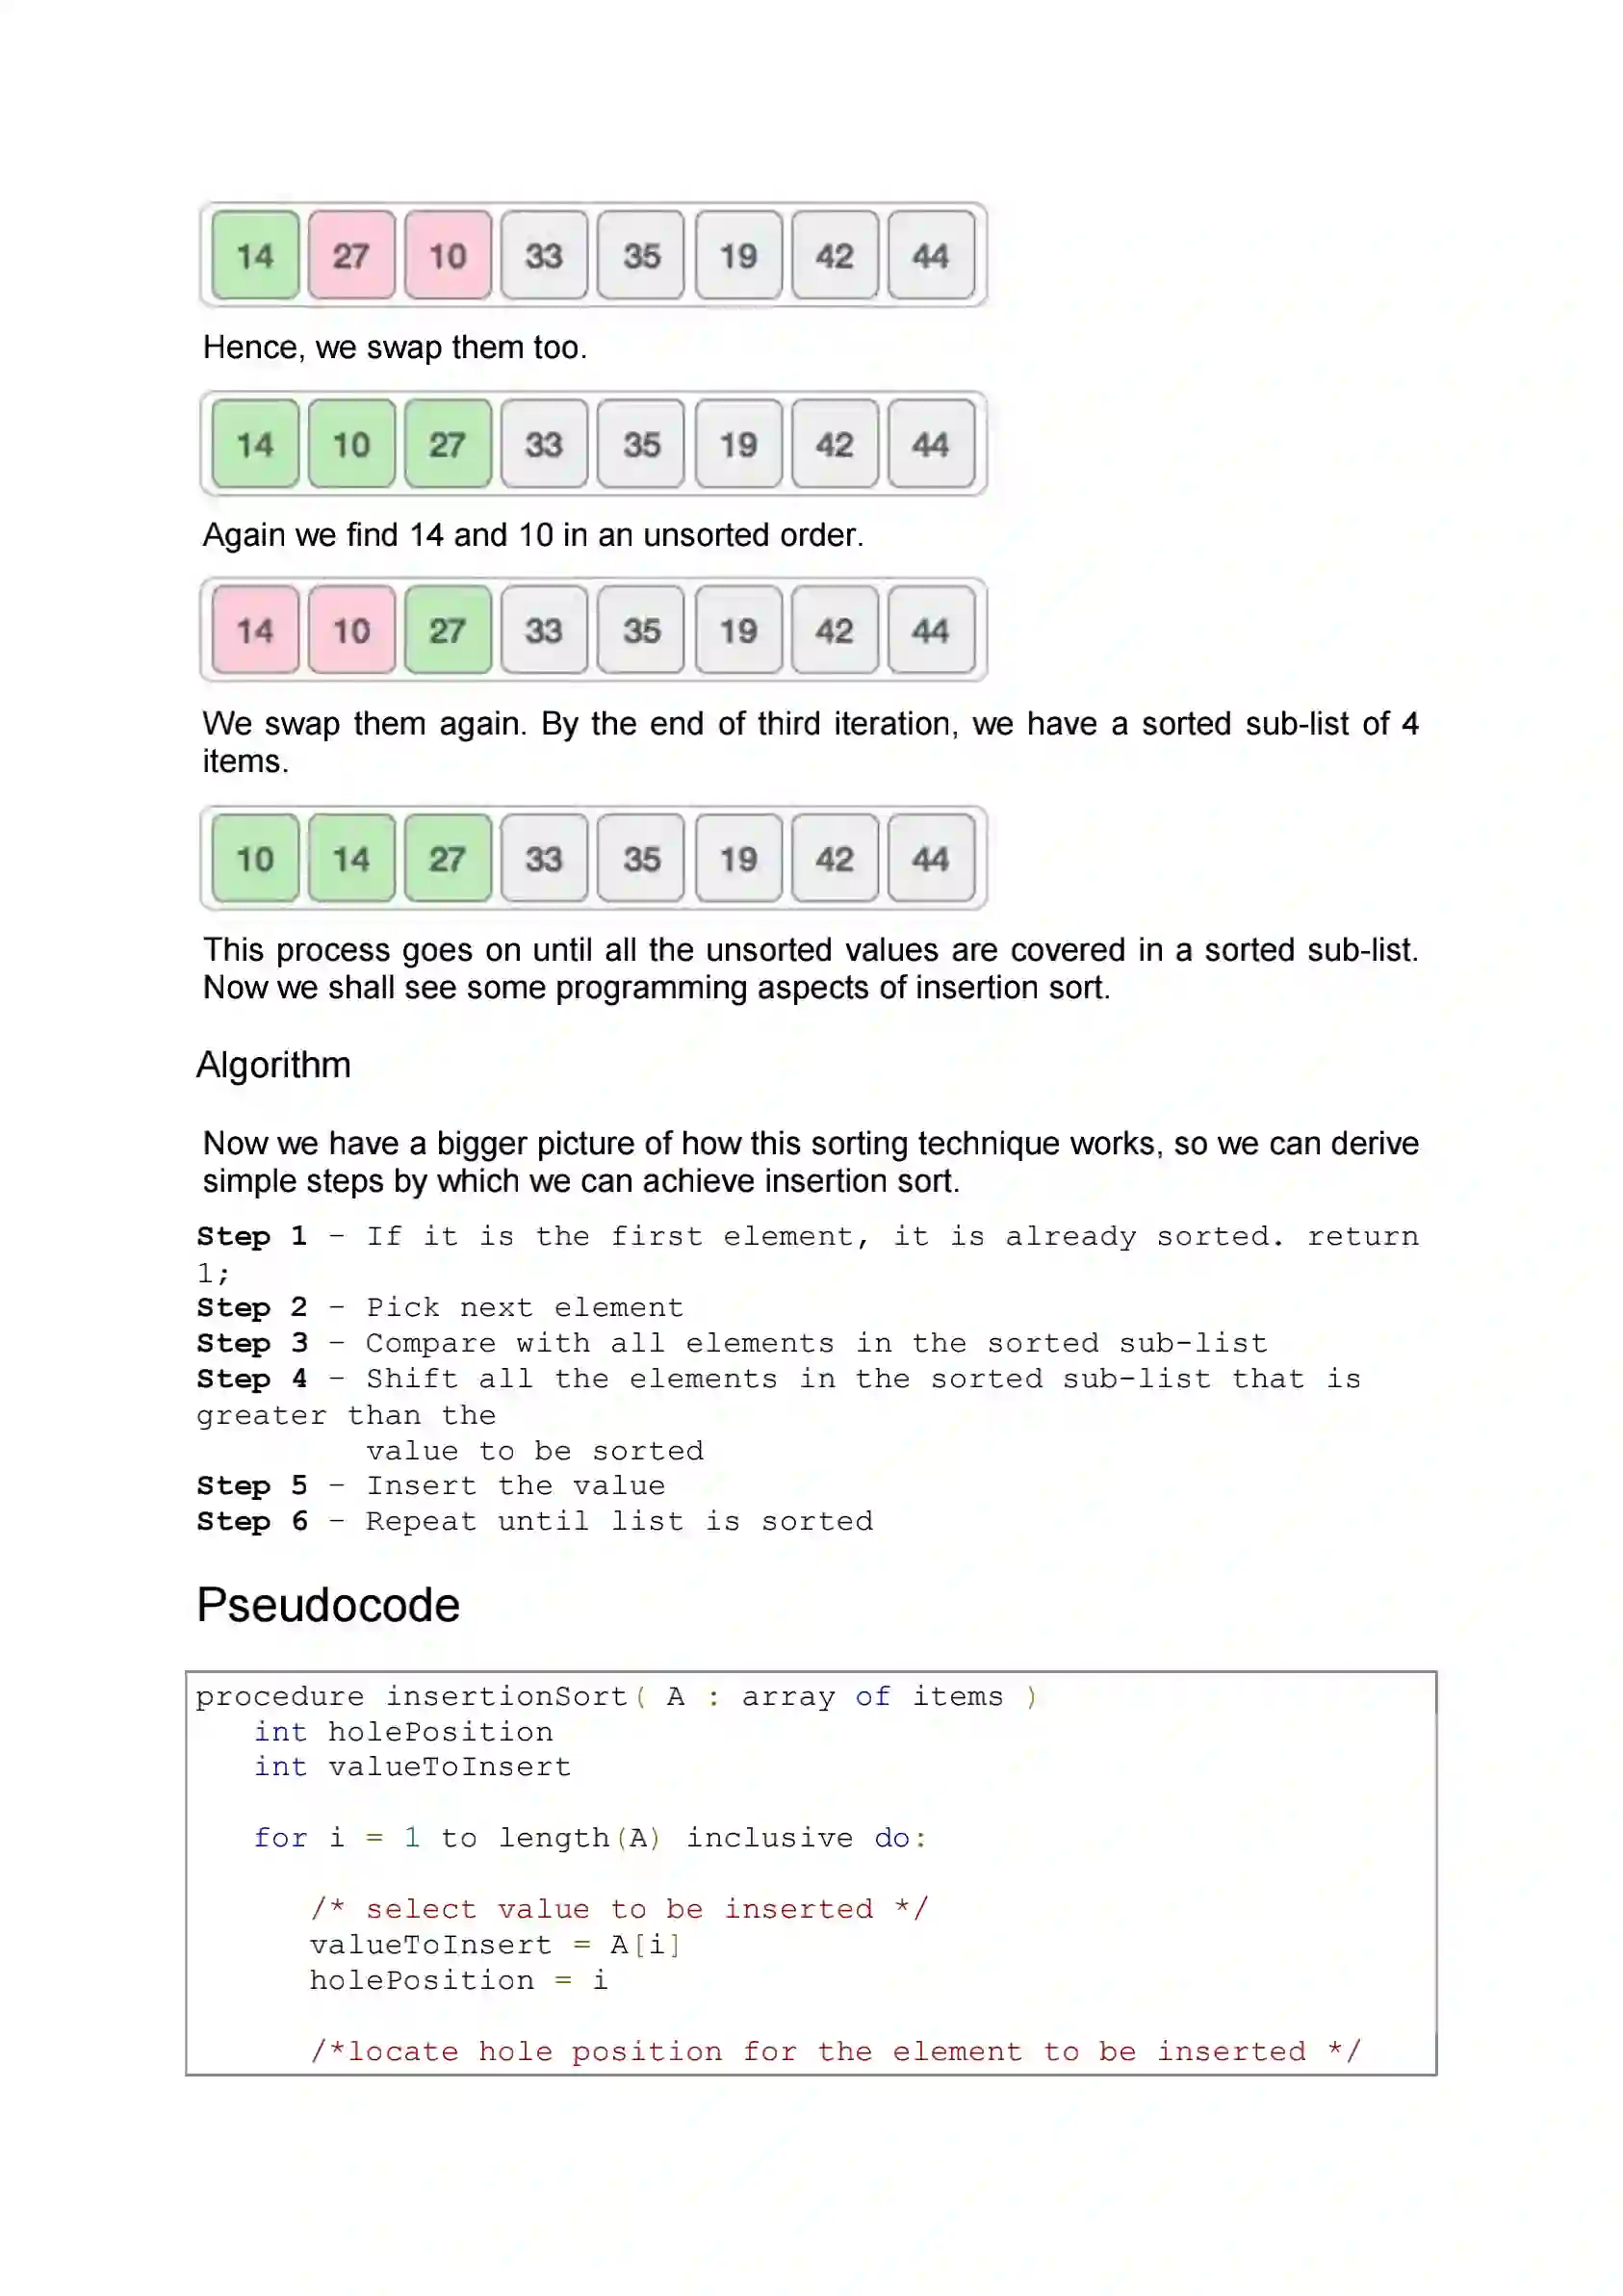 14 27 10 33 35 19 42 44
Hence, we swap them too.
14 10 27 33 35 19 42 44
Again we find 14 and 10 in an unsorted order.
14 10 27 33 35 19 42 44
We swap them again. By the end of third iteration, we have a sorted sub-list of 4
items.
10 14 27 33 35 19 42 44
This process goes on until all the unsorted values are covered in a sorted sub-list.
Now we shall see some programming aspects of insertion sort.
Algorithm
Now we have a bigger picture of how this sorting technique works, so we can derive
simple steps by which we can achieve insertion sort.
Step 1 − If it is the first element, it is already sorted. return
1;
Step 2 − Pick next element
Step 3 − Compare with all elements in the sorted sub-list
Step 4 − Shift all the elements in the sorted sub-list that is
greater than the
value to be sorted
Step 5 − Insert the value
Step 6 − Repeat until list is sorted
Pseudocode
procedure insertionSort( A : array of items )
int holePosition
int valueToInsert
for i = 1 to length(A) inclusive do:
/* select value to be inserted */
valueToInsert = A[i]
holePosition = i
/*locate hole position for the element to be inserted */